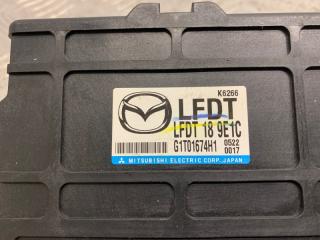 K6266
LFDT
LFDT 18 9E1C
G1T01674H1 0522
0017
MITSUBISHI ELECTRIC CORP. JAPAN